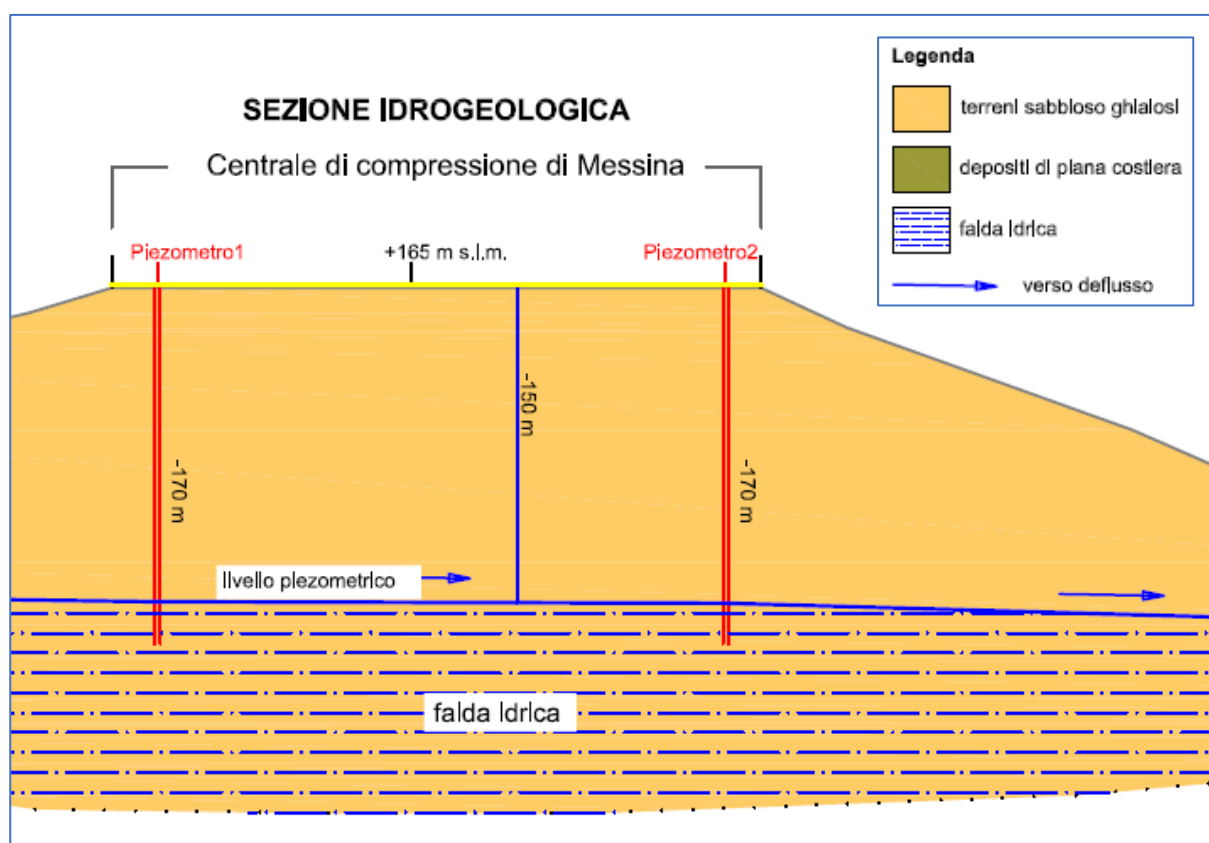 SEZIONE IDROGEOLOGICA
Centrale di compressione di Messina
Piezometro1
+165 m s.l.m.
Piezometro2
Legenda
terreni sabbioso ghiaiosi
depositi di piana costiera
falda idrica
verso deflusso
-150 m
-170 m
-170 m
livello piezometrico
falda idrica